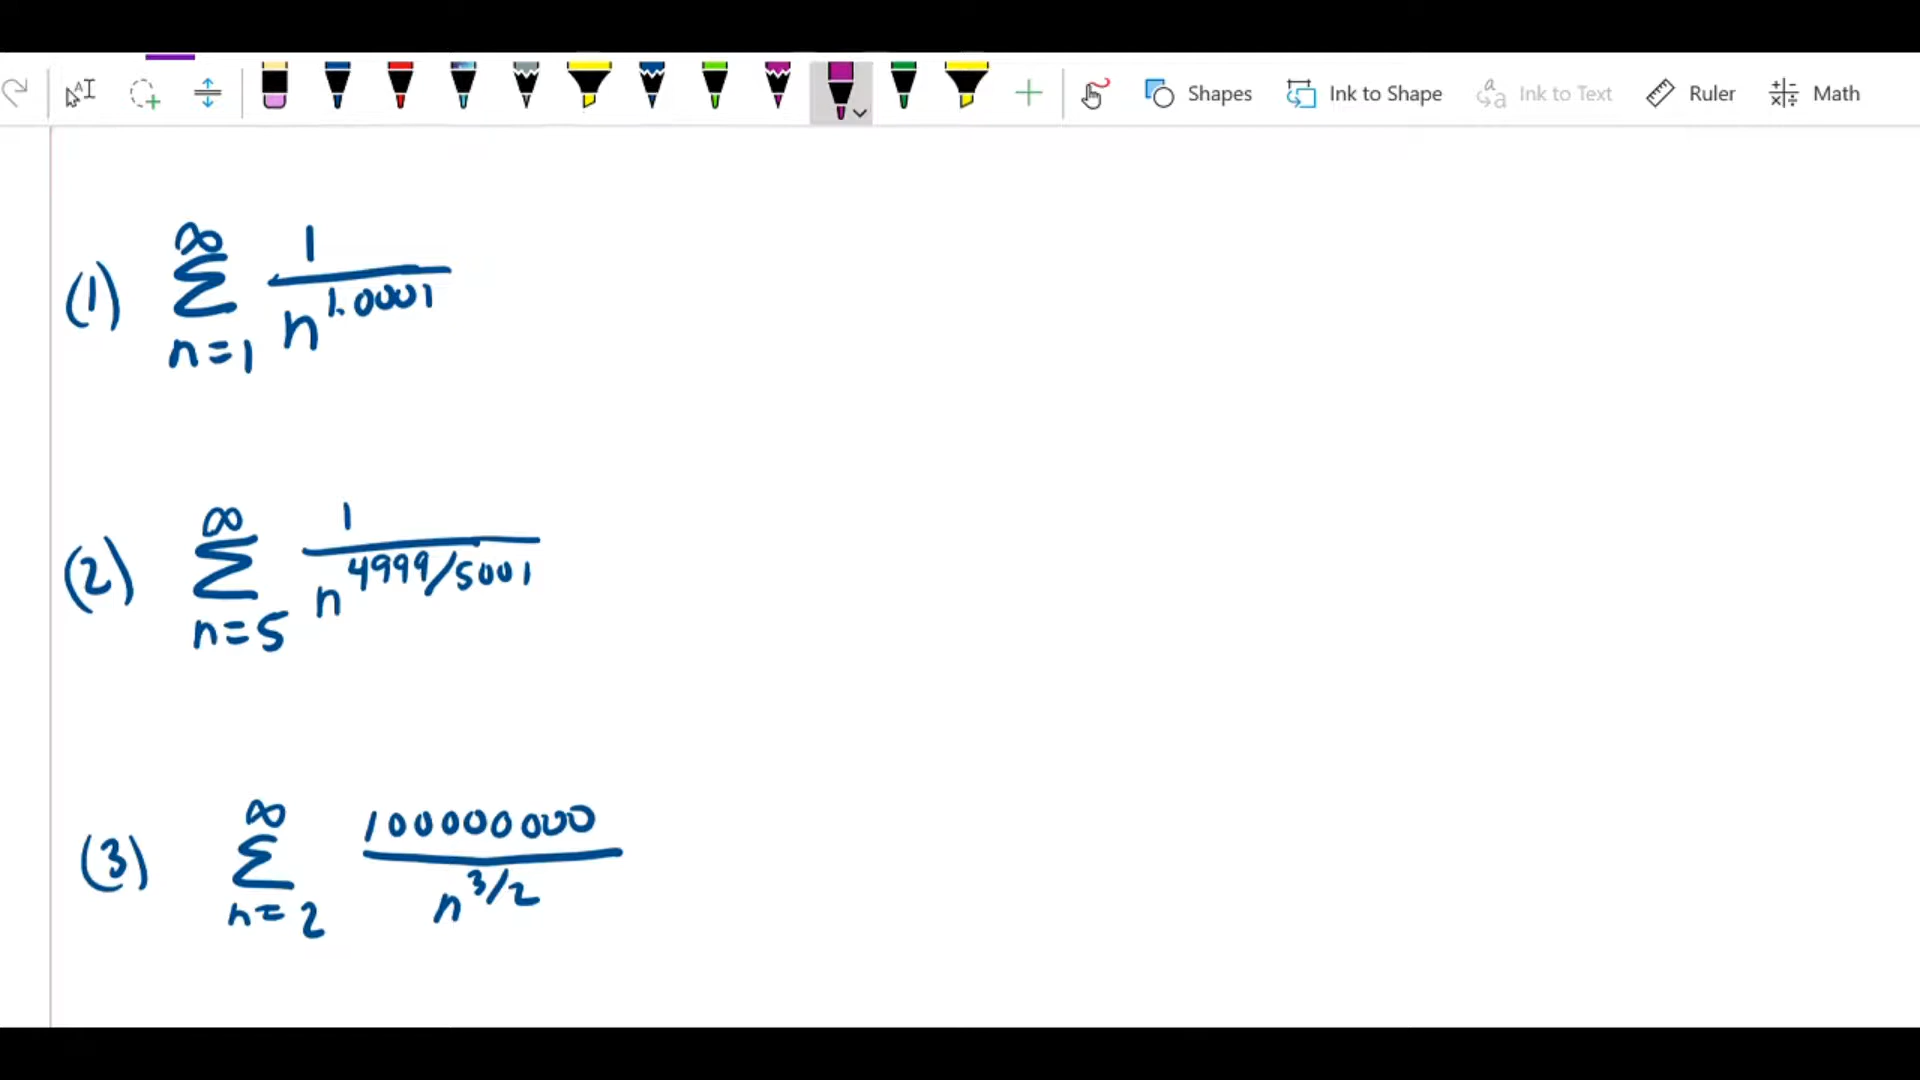 Shapes Ink to Shape Ink to Text Ruler Math
(1) ∞ Σ n=1 1/n^1.0001
(2) ∞ Σ n=5 1/n^4999/5001
(3) ∞ Σ n=2 100000000/n^3/2